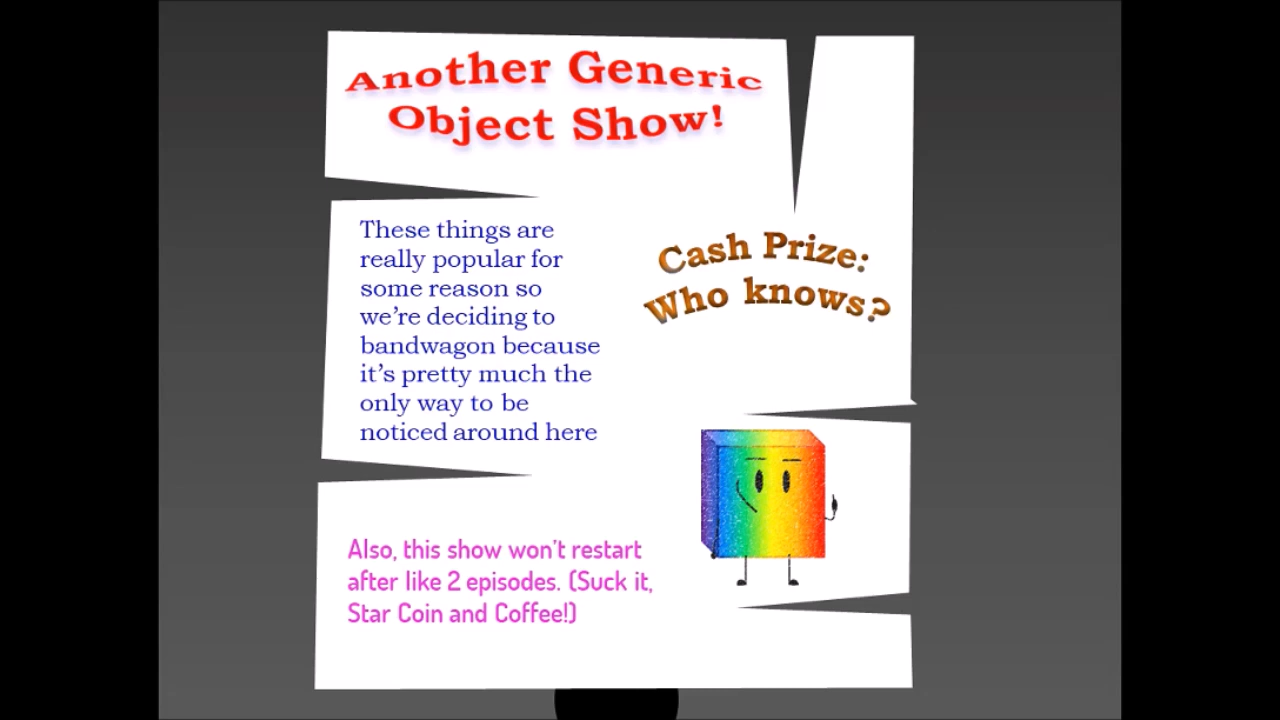 Another Generic
Object Show!
These things are
really popular for
some reason so
we're deciding to
bandwagon because
it's pretty much the
only way to be
noticed around here
Cash Prize:
Who knows?
Also, this show won't restart
after like 2 episodes. (Suck it,
Star Coin and Coffee!)